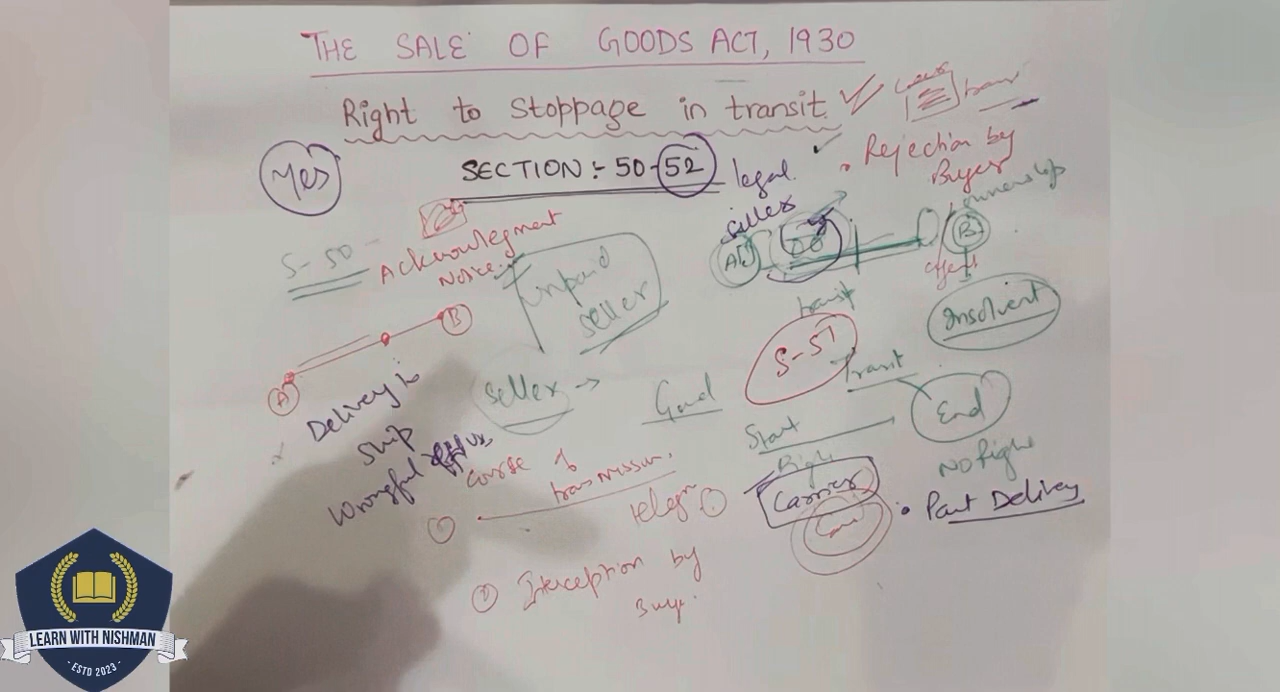 THE SALE OF GOODS ACT, 1930
Right to Stoppage in transit.
SECTION :- 50-52
Yes
legal
seller
• Rejection by
Buyer
ownership
S-50
Acknowlegment
Notice
unpaid
seller
A
B
transit
Insolvent
A
B
S-51
Transit
End
No Right
seller →
Good
Start
Right
Delivery to
ship
wrongful
course of
transmission.
Carrier
• Part Delivery
Interception by
LEARN WITH NISHMAN
- ESTD 2023 -